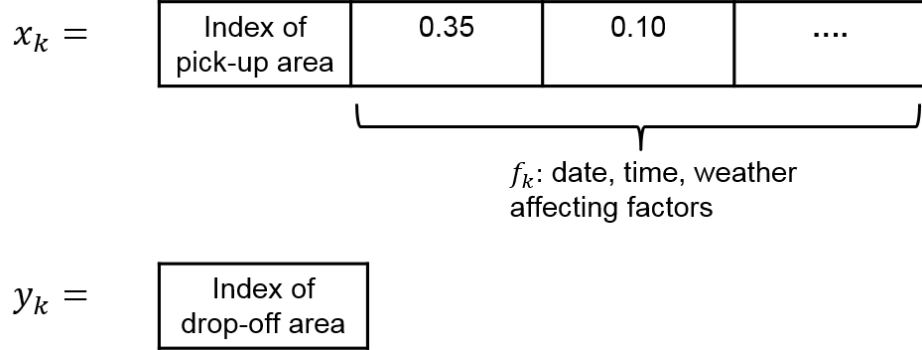 x_k =
Index of pick-up area
0.35
0.10
....
f_k: date, time, weather
affecting factors
y_k =
Index of
drop-off area